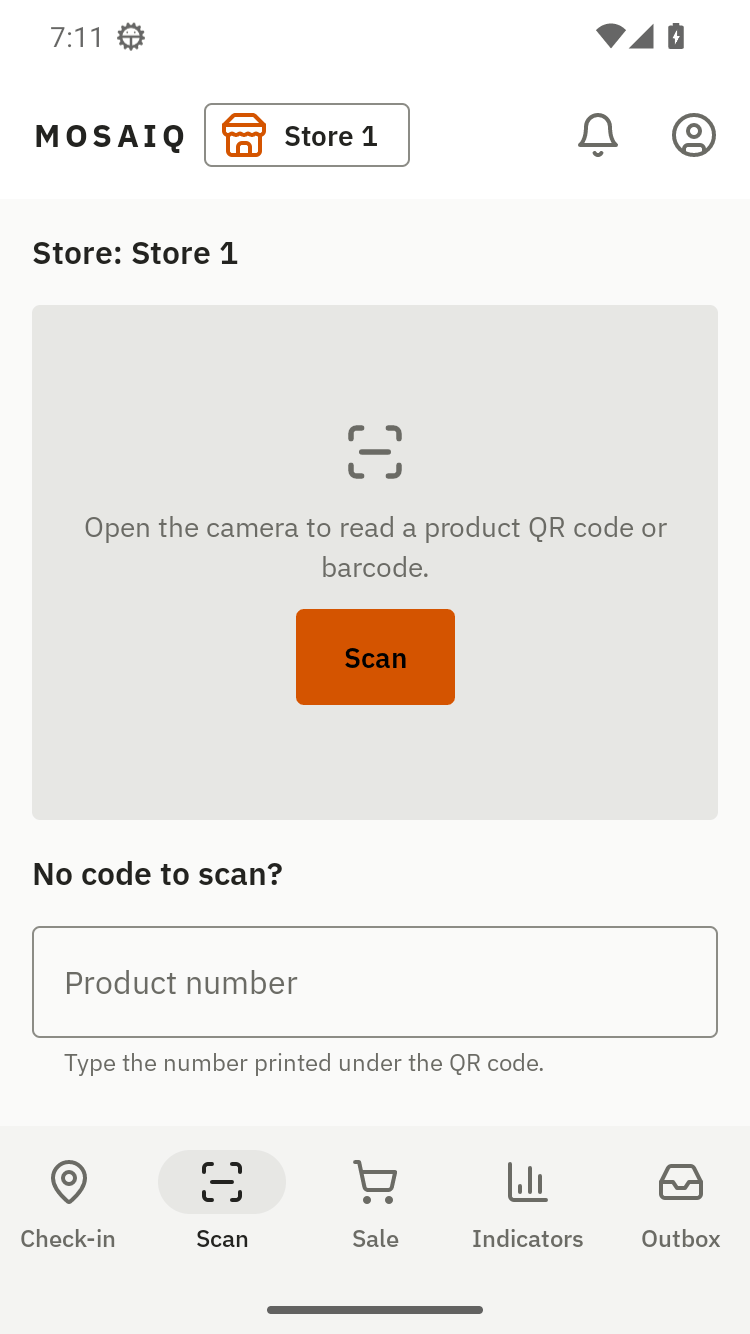 7:11
MOSAIQ
Store 1
Store: Store 1
Open the camera to read a product QR code or
barcode.
Scan
No code to scan?
Product number
Type the number printed under the QR code.
Check-in
Scan
Sale
Indicators
Outbox